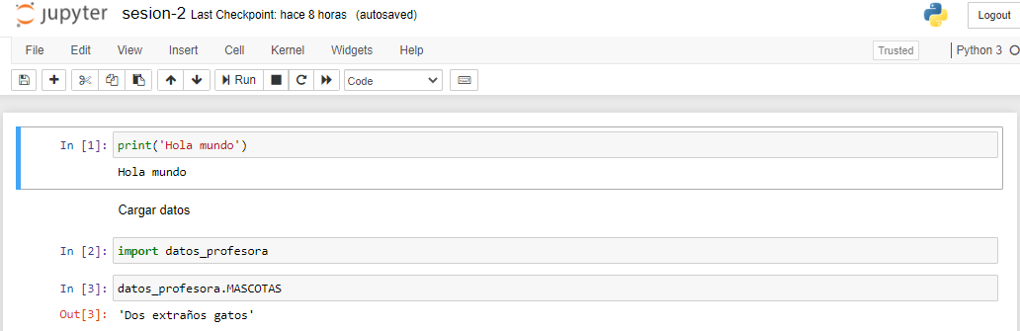 jupyter sesion-2 Last Checkpoint: hace 8 horas (autosaved) Logout
File Edit View Insert Cell Kernel Widgets Help Trusted Python 3
Run Code
In [1]: print('Hola mundo')
Hola mundo
Cargar datos
In [2]: import datos_profesora
In [3]: datos_profesora.MASCOTAS
Out[3]: 'Dos extraños gatos'